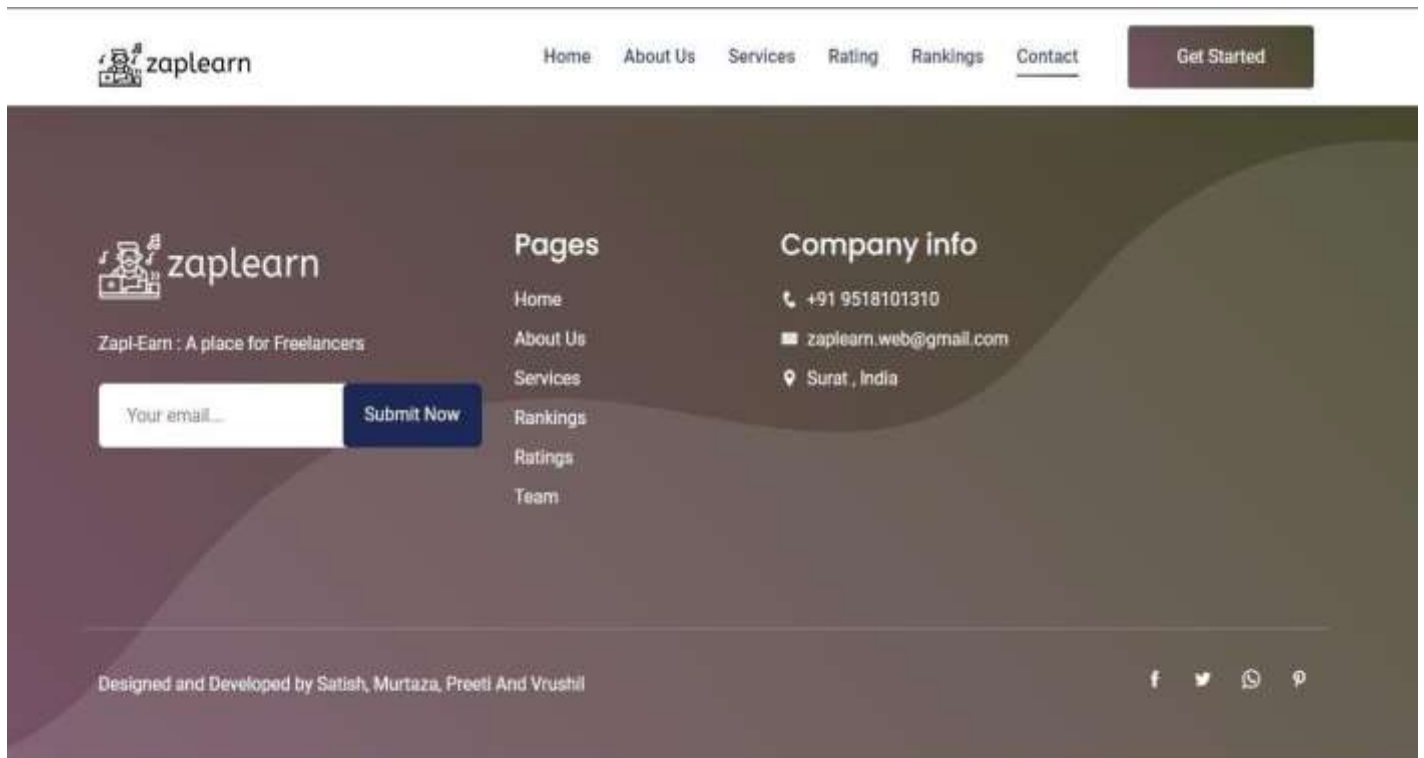 zaplearn
Home About Us Services Rating Rankings Contact Get Started
zaplearn
Zapl-Earn : A place for Freelancers
Your email...
Submit Now
Pages
Home
About Us
Services
Rankings
Ratings
Team
Company info
+91 9518101310
zaplearn.web@gmail.com
Surat , India
Designed and Developed by Satish, Murtaza, Preeti And Vrushil